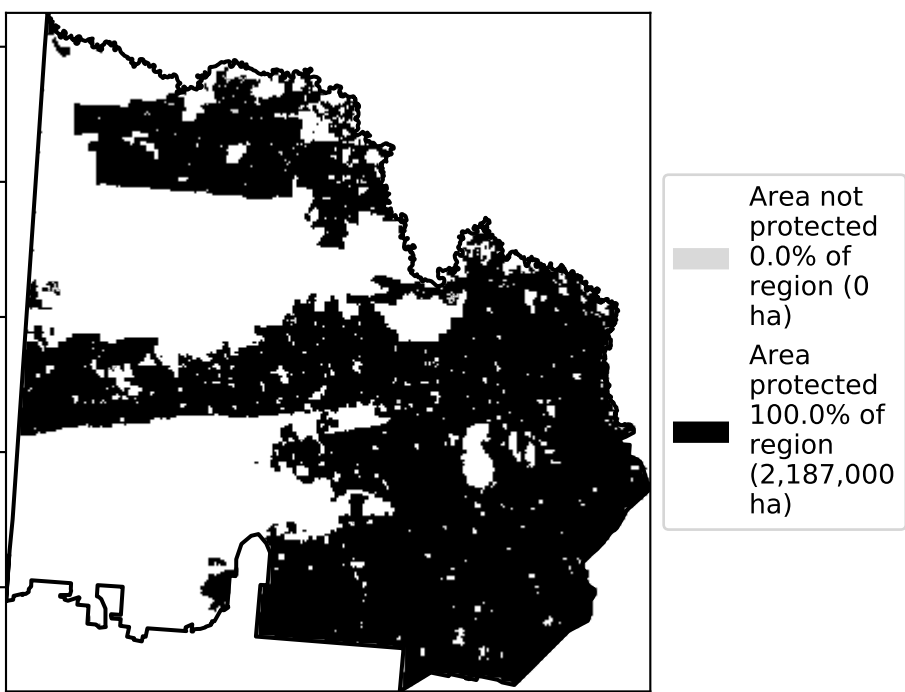 Area not
protected
0.0% of
region (0
ha)
Area
protected
100.0% of
region
(2,187,000
ha)